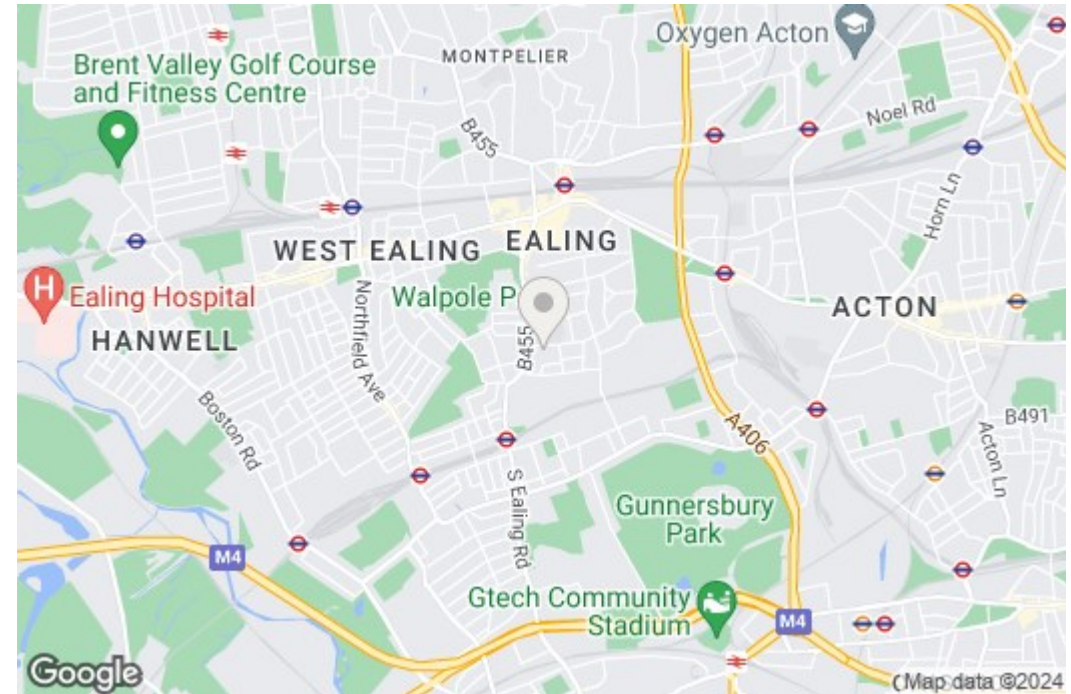 MONTPELIER
Oxygen Acton
Brent Valley Golf Course
and Fitness Centre
Noel Rd
B455
Horn Ln
WEST EALING
EALING
H
Ealing Hospital
Walpole P
ACTON
HANWELL
Northfield Ave
B455
B491
Boston Rd
A406
Acton Ln
S Ealing Rd
Gunnersbury
Park
M4
Gtech Community
Stadium
M4
Google
Map data ©2024